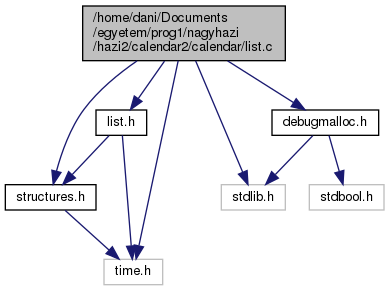 /home/dani/Documents
/egyetem/prog1/nagyhazi
/hazi2/calendar2/calendar/list.c
list.h
debugmalloc.h
structures.h
stdlib.h
stdbool.h
time.h